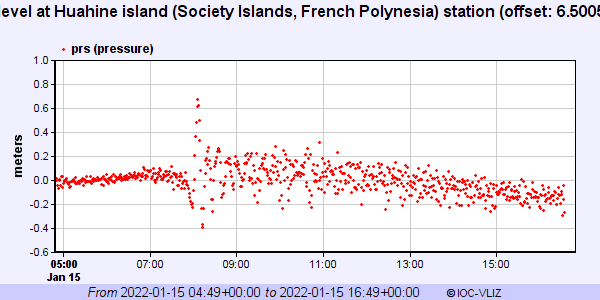 level at Huahine island (Society Islands, French Polynesia) station (offset: 6.5005
prs (pressure)
meters
1.0
0.8
0.6
0.4
0.2
0.0
-0.2
-0.4
-0.6
05:00 07:00 09:00 11:00 13:00 15:00
Jan 15
From 2022-01-15 04:49+00:00 to 2022-01-15 16:49+00:00 © IOC-VLIZ